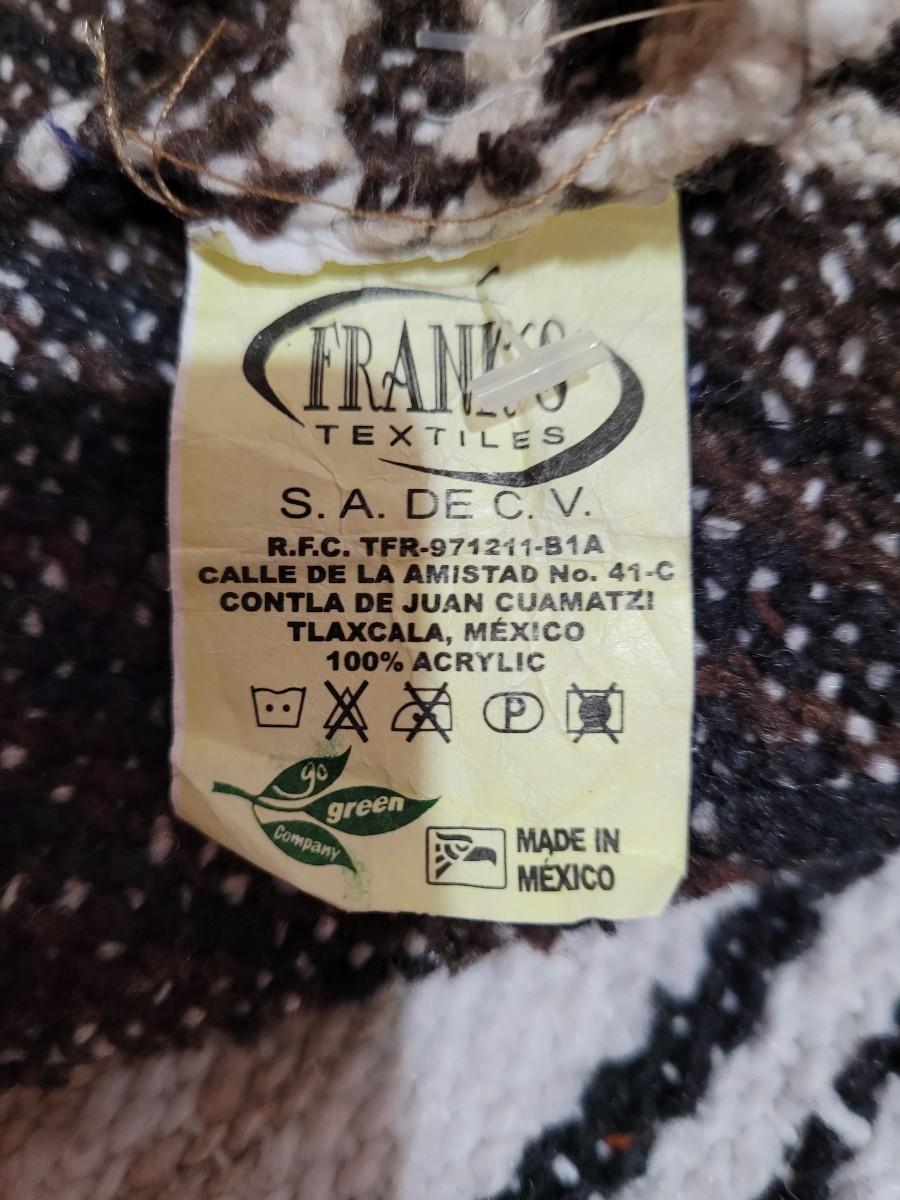 FRANK'S
TEXTILES
S. A. DE C. V.
R.F.C. TFR-971211-B1A
CALLE DE LA AMISTAD No. 41-C
CONTLA DE JUAN CUAMATZI
TLAXCALA, MÉXICO
100% ACRYLIC
P
go
green
Company
MADE IN
MÉXICO